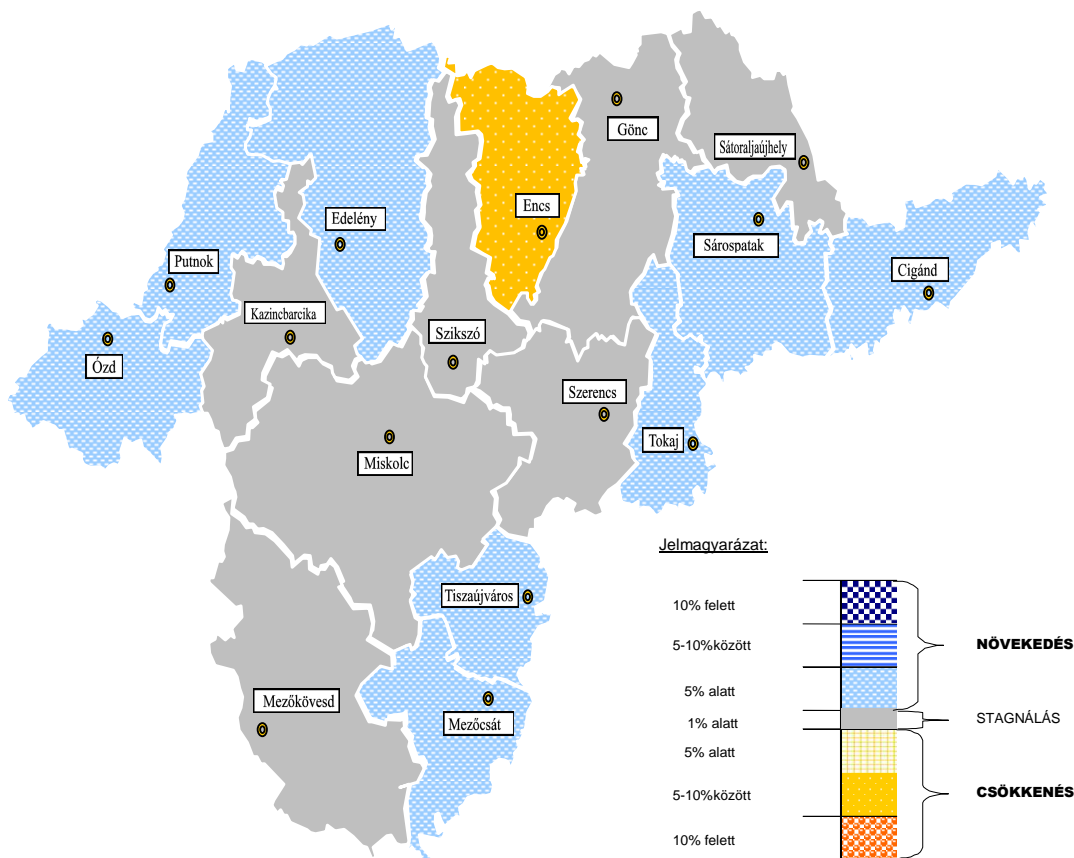 Gönc
Sátoraljaújhely
Encs
Edelény
Sárospatak
Putnok
Cigánd
Kazincbarcika
Szikszó
Ózd
Szerencs
Tokaj
Miskolc
Jelmagyarázat:
Tiszaújváros
10% felett
5-10%között
NÖVEKEDÉS
5% alatt
Mezőkövesd
Mezőcsát
1% alatt
STAGNÁLÁS
5% alatt
5-10%között
CSÖKKENÉS
10% felett